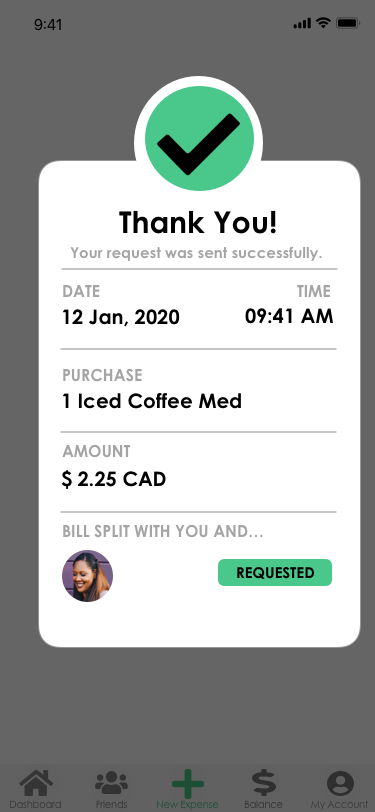 9:41
Thank You!
Your request was sent successfully.
DATE TIME
12 Jan, 2020 09:41 AM
PURCHASE
1 Iced Coffee Med
AMOUNT
$ 2.25 CAD
BILL SPLIT WITH YOU AND...
REQUESTED
Dashboard Friends New Expense Balance My Account